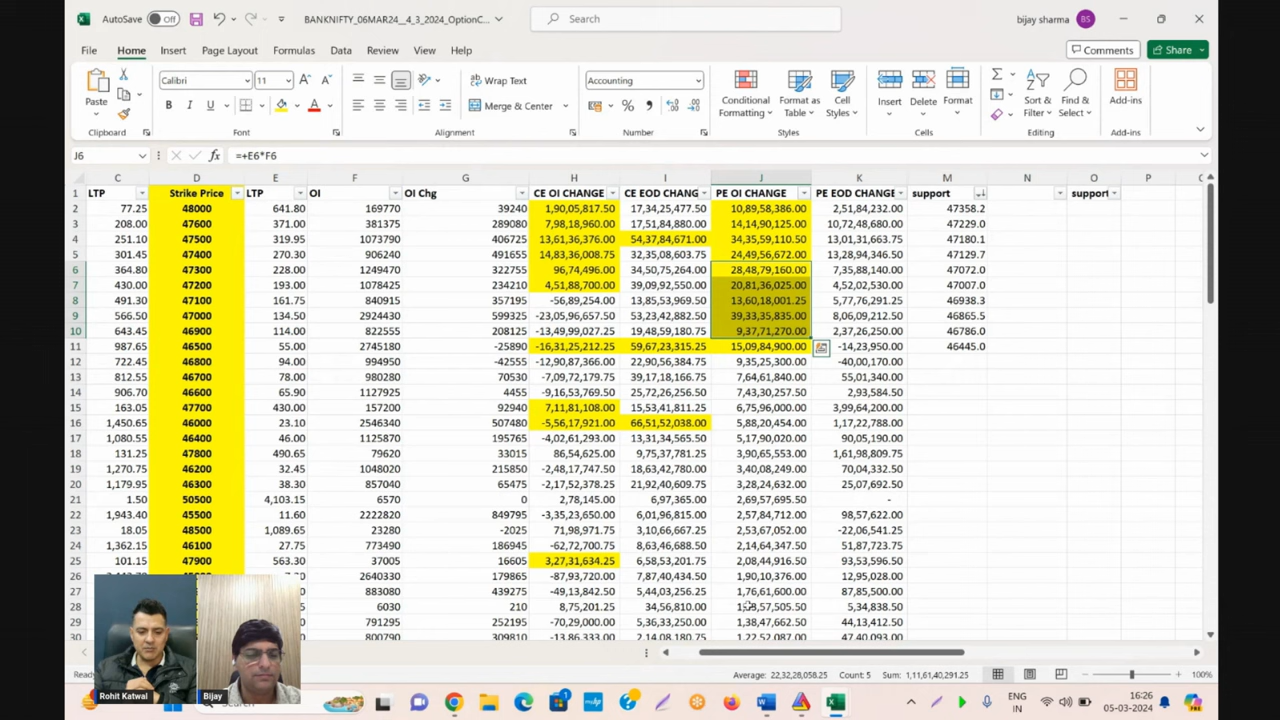 AutoSave Off BANKNIFTY_06MAR24__4_3_2024_OptionC... Search bijay sharma BS
File Home Insert Page Layout Formulas Data Review View Help Comments Share
Calibri 11 Wrap Text Accounting
Paste B I U Merge & Center Conditional Formatting Format as Table Cell Styles Insert Delete Format Sort & Filter Find & Select Add-ins
Clipboard Font Alignment Number Styles Cells Editing Add-ins
J6 fx =+E6*F6
C D E F G H I J K M N O P
1 LTP Strike Price LTP OI OI Chg CE OI CHANGE CE EOD CHANG PE OI CHANGE PE EOD CHANGE support support
2 77.25 48000 641.80 169770 39240 1,90,05,817.50 17,34,25,477.50 10,89,58,386.00 2,51,84,232.00 47358.2
3 208.00 47600 371.00 381375 289080 7,98,18,960.00 17,51,84,880.00 14,14,90,125.00 10,72,48,680.00 47229.0
4 251.10 47500 319.95 1073790 406725 13,61,36,376.00 54,37,84,671.00 34,35,59,110.50 13,01,31,663.75 47180.1
5 301.45 47400 270.30 906240 491655 14,83,36,008.75 32,35,08,603.75 24,49,56,672.00 13,28,94,346.50 47129.7
6 364.80 47300 228.00 1249470 322755 96,74,496.00 34,50,75,264.00 28,48,79,160.00 7,35,88,140.00 47072.0
7 430.00 47200 193.00 1078425 234210 4,51,88,700.00 39,09,92,550.00 20,81,36,025.00 4,52,02,530.00 47007.0
8 491.30 47100 161.75 840915 357195 -56,89,254.00 13,85,53,969.50 13,60,18,001.25 5,77,76,291.25 46938.3
9 566.50 47000 134.50 2924430 599325 -23,05,96,657.50 53,23,42,882.50 39,33,35,835.00 8,06,09,212.50 46865.5
10 643.45 46900 114.00 822555 208125 -13,49,99,027.25 19,48,59,180.75 9,37,71,270.00 2,37,26,250.00 46786.0
11 987.65 46500 55.00 2745180 -25890 -16,31,25,212.25 59,67,23,315.25 15,09,84,900.00 -14,23,950.00 46445.0
12 722.45 46800 94.00 994950 -42555 -12,90,87,366.00 22,90,56,384.75 9,35,25,300.00 -40,00,170.00
13 812.55 46700 78.00 980280 70530 -7,09,72,179.75 39,17,18,166.75 7,64,61,840.00 55,01,340.00
14 906.70 46600 65.90 1127925 4455 -9,16,53,769.50 25,72,26,256.50 7,43,30,257.50 2,93,584.50
15 163.05 47700 430.00 157200 92940 7,11,81,108.00 15,53,41,811.25 6,75,96,000.00 3,99,64,200.00
16 1,450.65 46000 23.10 2546340 507480 -5,56,17,921.00 66,51,52,038.00 5,88,20,454.00 1,17,22,788.00
17 1,080.55 46400 46.00 1125870 195765 -4,02,61,293.00 13,31,34,565.50 5,17,90,020.00 90,05,190.00
18 131.25 47800 490.65 79620 33015 86,54,625.00 9,75,37,781.25 3,90,65,553.00 1,61,98,809.75
19 1,270.75 46200 32.45 1048020 215850 -2,48,17,747.50 18,63,42,780.00 3,40,08,249.00 70,04,332.50
20 1,179.95 46300 38.30 857040 65475 -2,17,52,378.25 21,92,40,609.75 3,28,24,632.00 25,07,692.50
21 1.50 50500 4,103.15 6570 0 2,78,145.00 6,97,365.00 2,69,57,695.50 -
22 1,943.40 45500 11.60 2222820 849795 -3,35,23,650.00 6,01,96,815.00 2,57,84,712.00 98,57,622.00
23 18.05 48500 1,089.65 23280 -2025 71,98,971.75 3,10,66,667.75 2,53,67,052.00 -22,06,541.25
24 1,362.15 46100 27.75 773490 186945 -62,72,700.75 8,63,46,688.50 2,14,64,347.50 51,87,723.75
25 101.15 47900 563.30 37005 16605 3,27,31,634.25 6,58,53,201.75 2,08,44,916.50 93,53,596.50
26 2640330 179865 -87,93,720.00 7,87,40,434.50 1,90,10,376.00 12,95,028.00
27 883080 439275 -49,13,842.50 5,44,03,256.25 1,76,61,600.00 87,85,500.00
28 6030 210 8,75,201.25 34,56,810.00 5,34,838.50
29 791295 252195 -70,29,000.00 5,36,33,250.00 1,38,47,662.50 44,13,412.50
30 800790 309810 -13,86,333.00 2,14,08,180.75 1,22,52,087.00 47,40,093.00
Rohit Katwal Bijay
Average: 22,32,28,058.25 Count: 5 Sum: 1,11,61,40,291.25 100%
ENG IN 16:26 05-03-2024